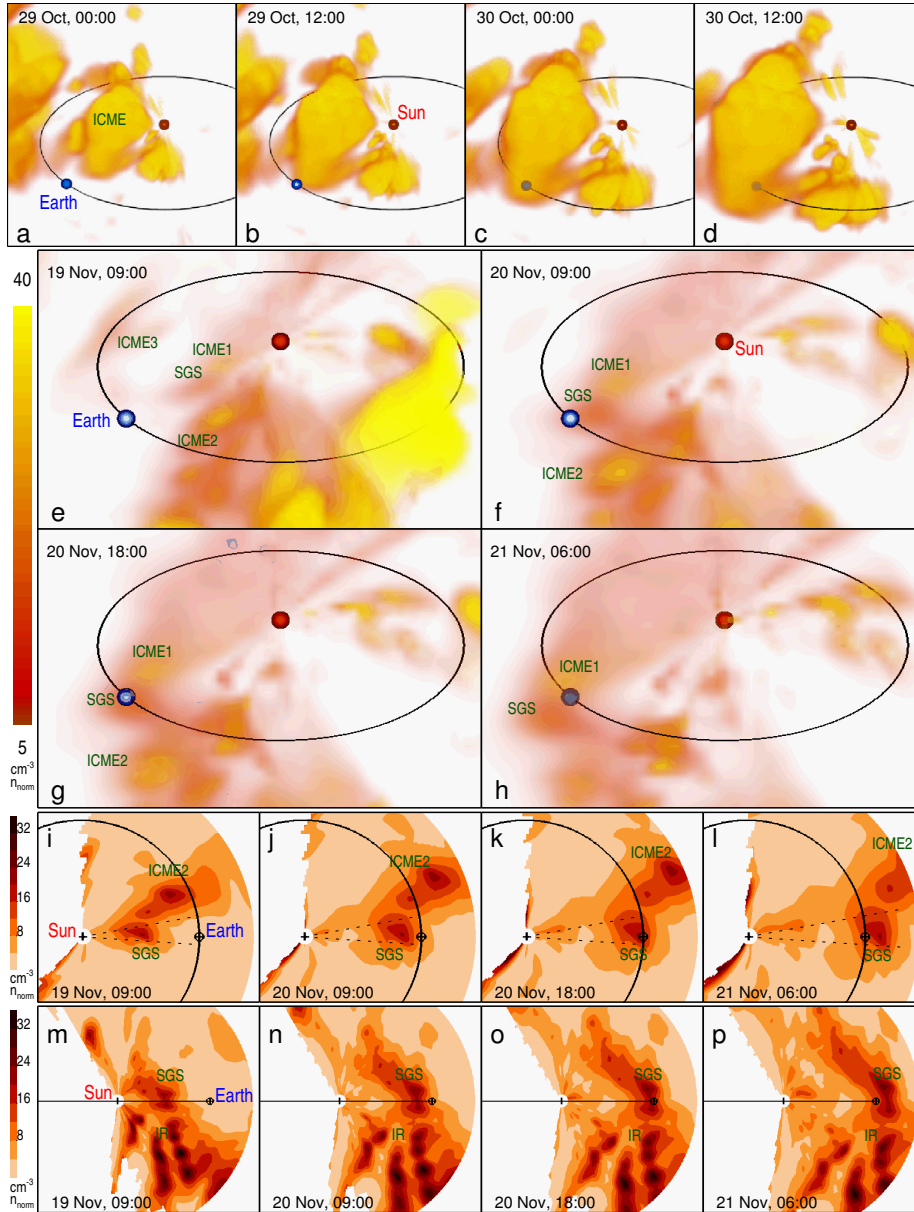 29 Oct, 00:00
ICME
Earth
a
29 Oct, 12:00
Sun
b
30 Oct, 00:00
c
30 Oct, 12:00
d
40
5
cm⁻³
n_norm
19 Nov, 09:00
ICME3
ICME1
SGS
Earth
ICME2
e
20 Nov, 09:00
Sun
ICME1
SGS
ICME2
f
20 Nov, 18:00
ICME1
SGS
ICME2
g
21 Nov, 06:00
ICME1
SGS
h
32
24
16
8
cm⁻³
n_norm
i
ICME2
Sun
Earth
SGS
19 Nov, 09:00
j
ICME2
SGS
20 Nov, 09:00
k
ICME2
SGS
20 Nov, 18:00
l
ICME2
SGS
21 Nov, 06:00
32
24
16
8
cm⁻³
n_norm
m
SGS
Sun
Earth
IR
19 Nov, 09:00
n
SGS
IR
20 Nov, 09:00
o
SGS
IR
20 Nov, 18:00
p
SGS
IR
21 Nov, 06:00